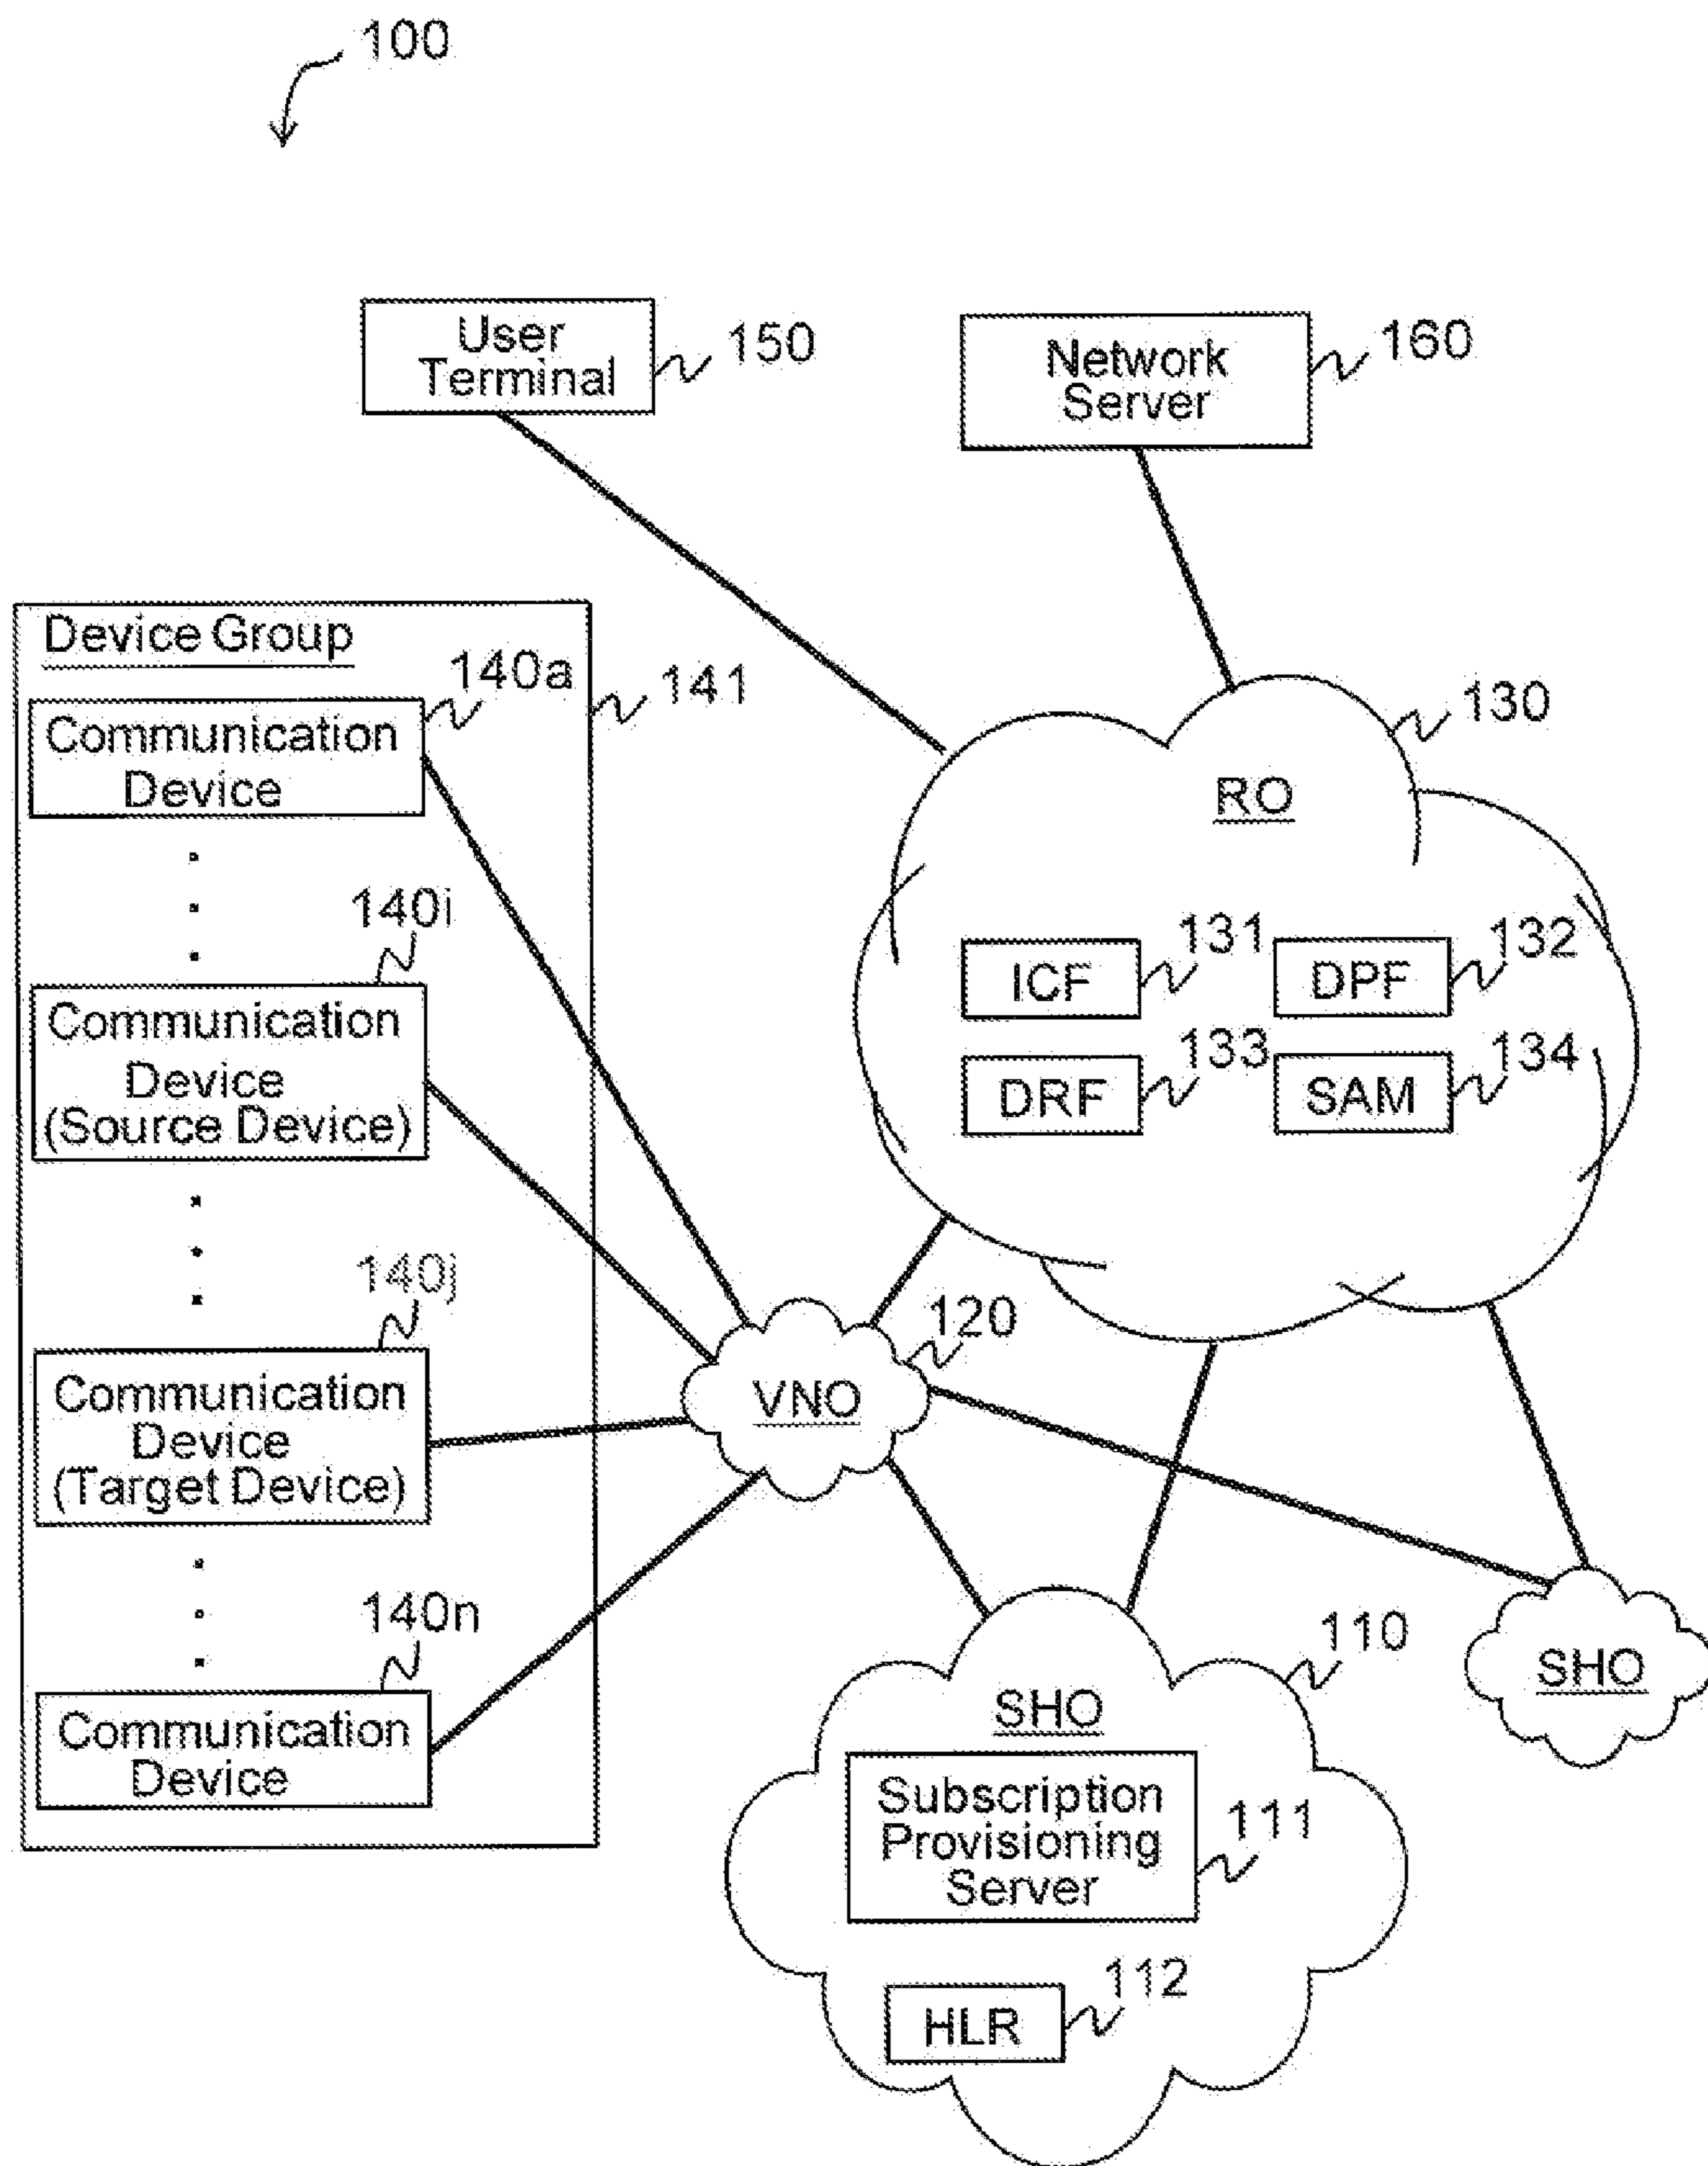 100
User
Terminal
150
Network
Server
160
Device Group
140a
141
Communication
Device
140i
Communication
Device
(Source Device)
140j
Communication
Device
(Target Device)
140n
Communication
Device
130
RO
ICF
131
DPF
132
DRF
133
SAM
134
120
VNO
110
SHO
Subscription
Provisioning
Server
111
HLR
112
SHO